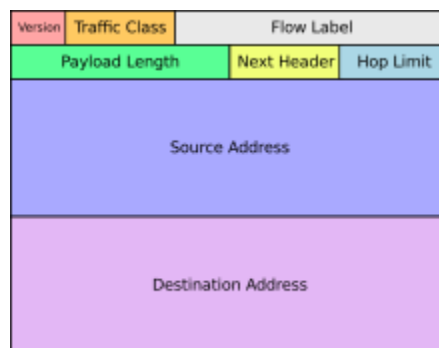 Version Traffic Class Flow Label
Payload Length Next Header Hop Limit
Source Address
Destination Address